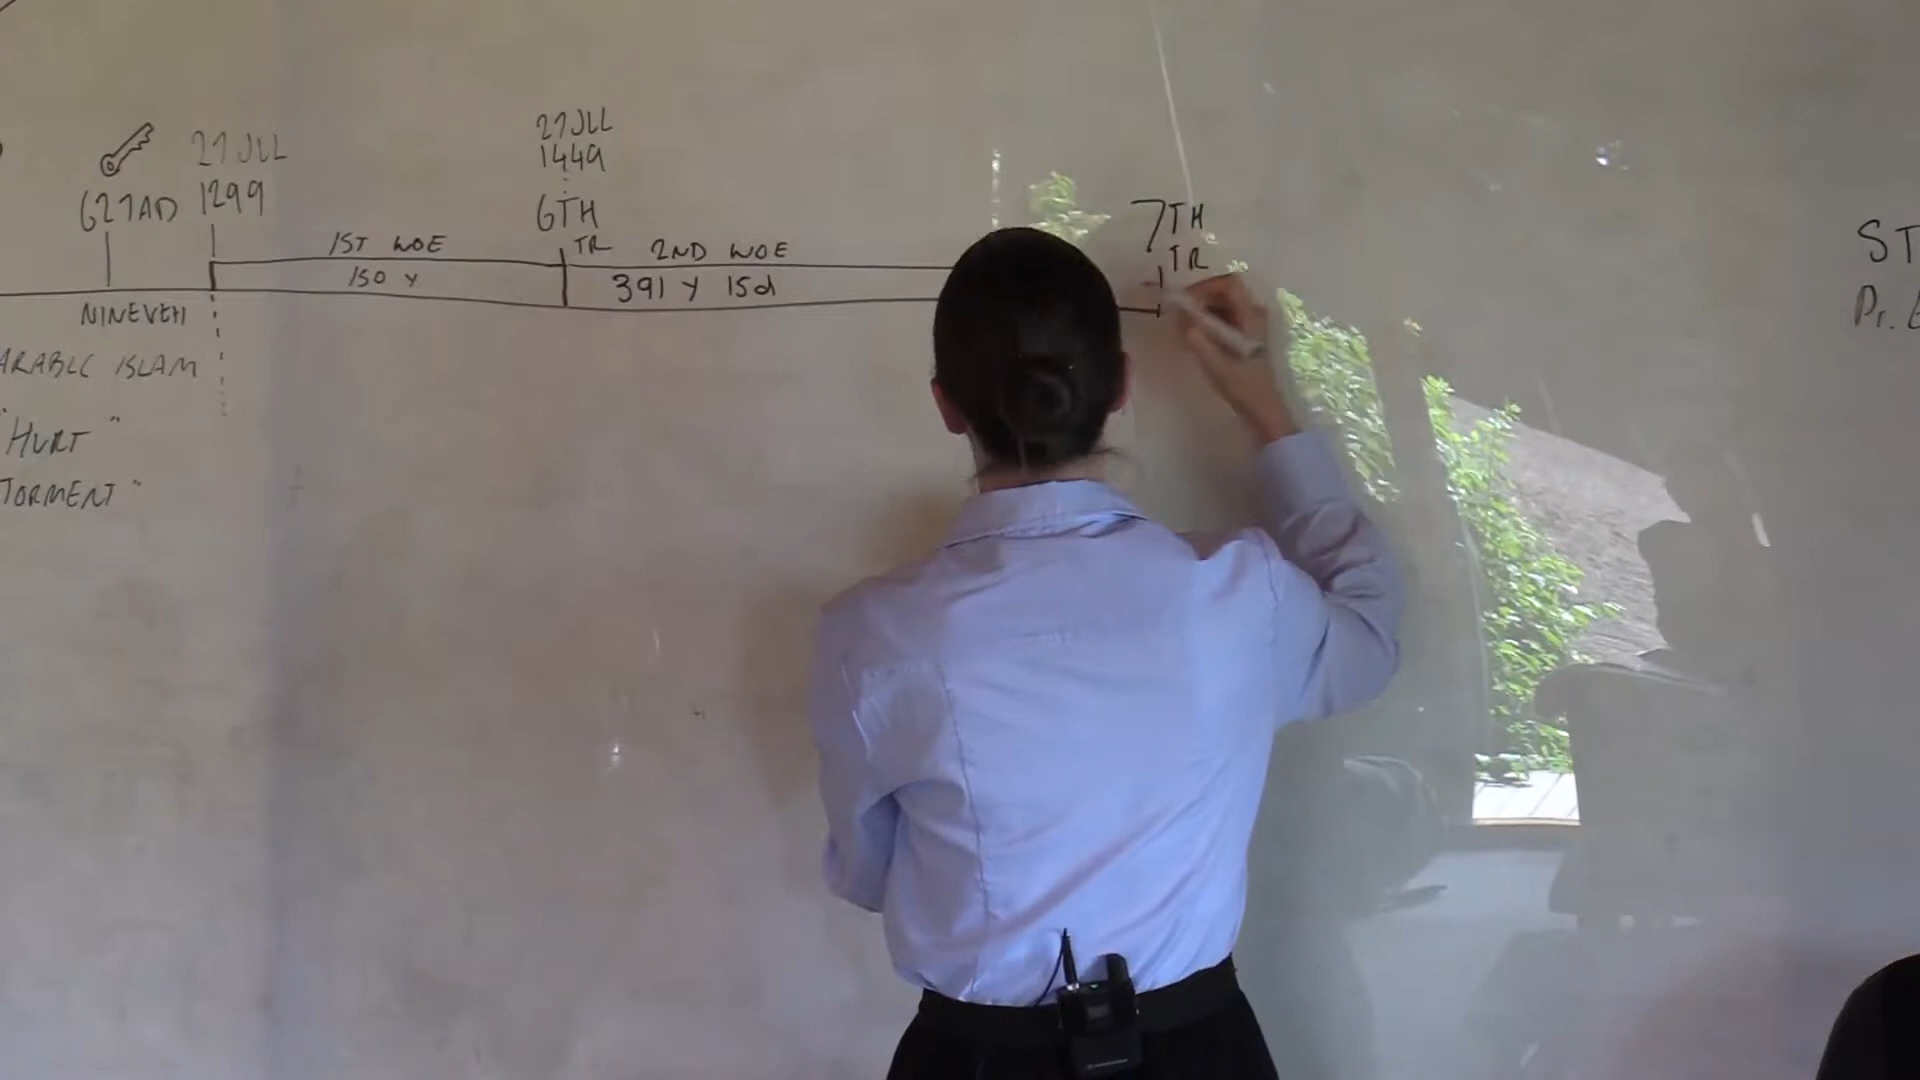 627AD
27 JUL
1299
27 JUL
1449
6TH
TR
7TH
TR
1ST WOE
2ND WOE
150 Y
391 Y 15d
NINEVEH
ARABIC ISLAM
"HURT"
TORMENT"
ST